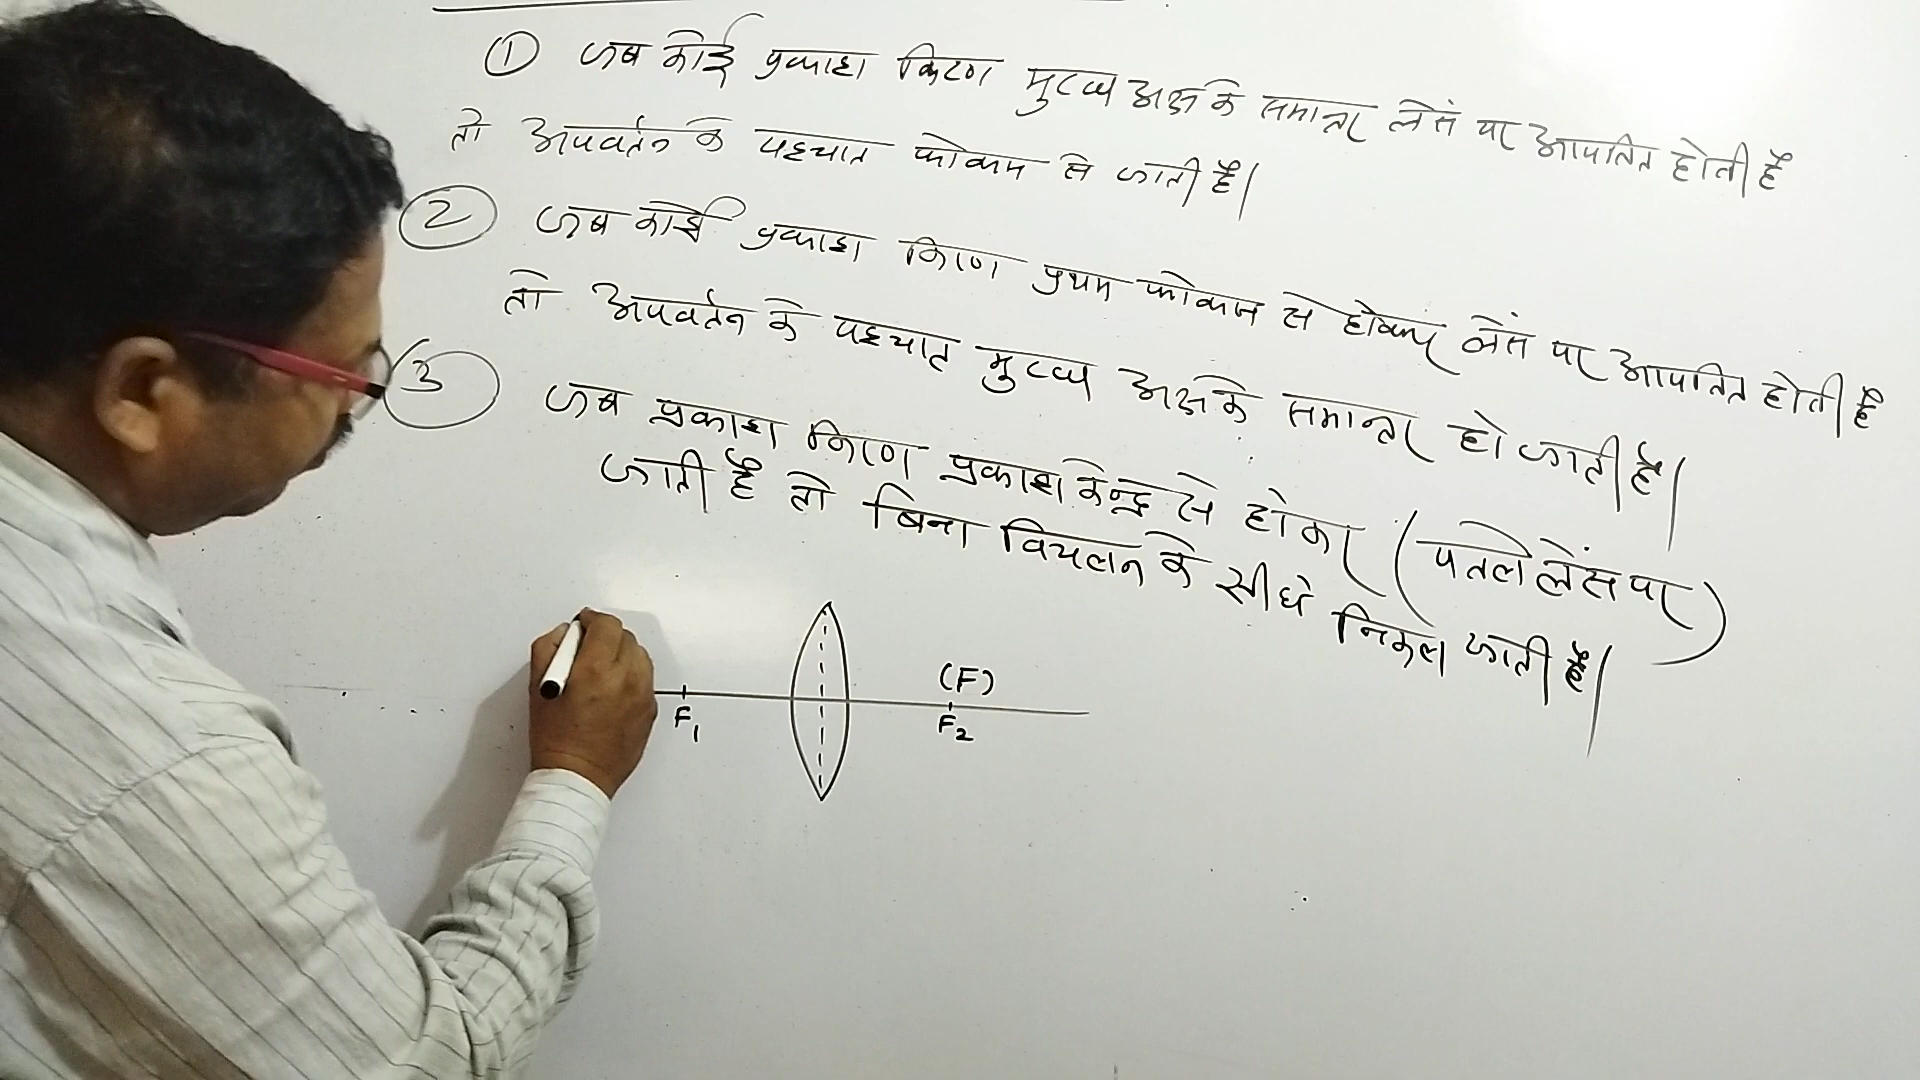 ① जब कोई प्रकाश किरण मुख्य अक्ष के समान्तर लेंस पर आपतित होती है
तो अपवर्तन के पश्चात फोकस से जाती है।
② जब कोई प्रकाश किरण प्रथम फोकस से होकर लेंस पर आपतित होती है
तो अपवर्तन के पश्चात मुख्य अक्ष के समान्तर हो जाती है।
③ जब प्रकाश किरण प्रकाश केन्द्र से होकर (पतले लेंस पर)
जाती है तो बिना विचलन के सीधे निकल जाती है।
(F)
F₁ F₂